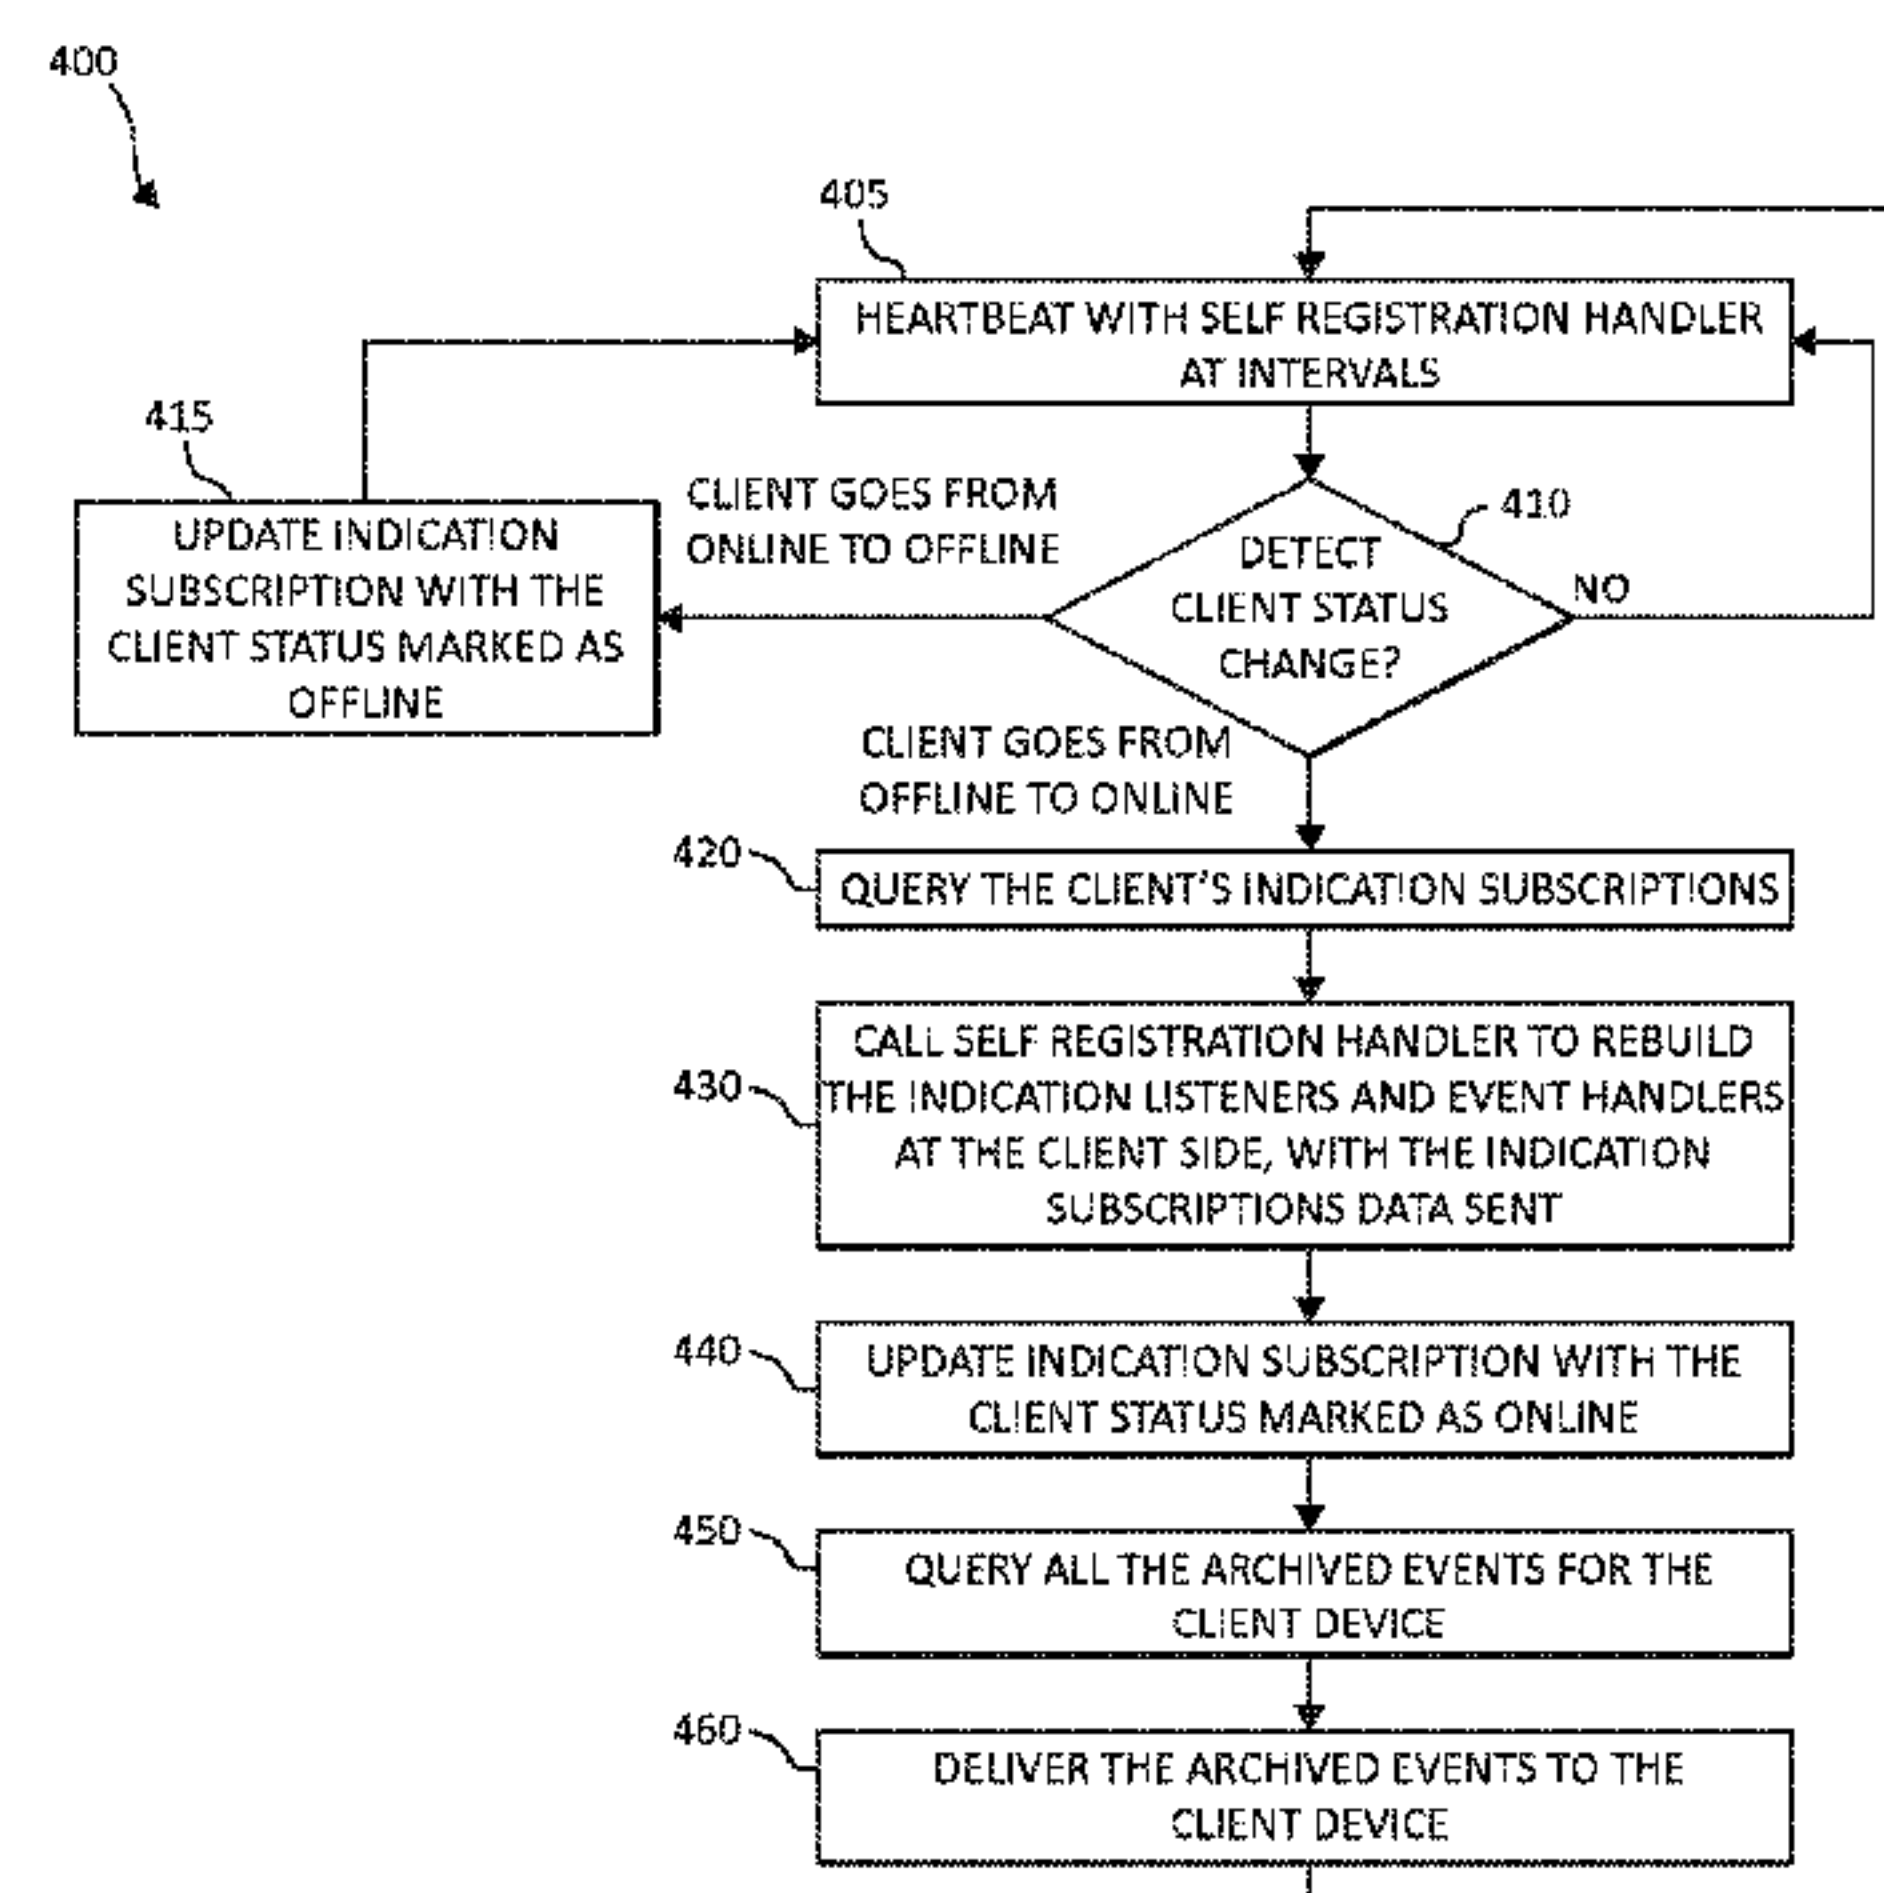 400
405
HEARTBEAT WITH SELF REGISTRATION HANDLER
AT INTERVALS
415
UPDATE INDICATION
SUBSCRIPTION WITH THE
CLIENT STATUS MARKED AS
OFFLINE
CLIENT GOES FROM
ONLINE TO OFFLINE
410
DETECT
CLIENT STATUS
CHANGE?
NO
CLIENT GOES FROM
OFFLINE TO ONLINE
420
QUERY THE CLIENT'S INDICATION SUBSCRIPTIONS
430
CALL SELF REGISTRATION HANDLER TO REBUILD
THE INDICATION LISTENERS AND EVENT HANDLERS
AT THE CLIENT SIDE, WITH THE INDICATION
SUBSCRIPTIONS DATA SENT
440
UPDATE INDICATION SUBSCRIPTION WITH THE
CLIENT STATUS MARKED AS ONLINE
450
QUERY ALL THE ARCHIVED EVENTS FOR THE
CLIENT DEVICE
460
DELIVER THE ARCHIVED EVENTS TO THE
CLIENT DEVICE